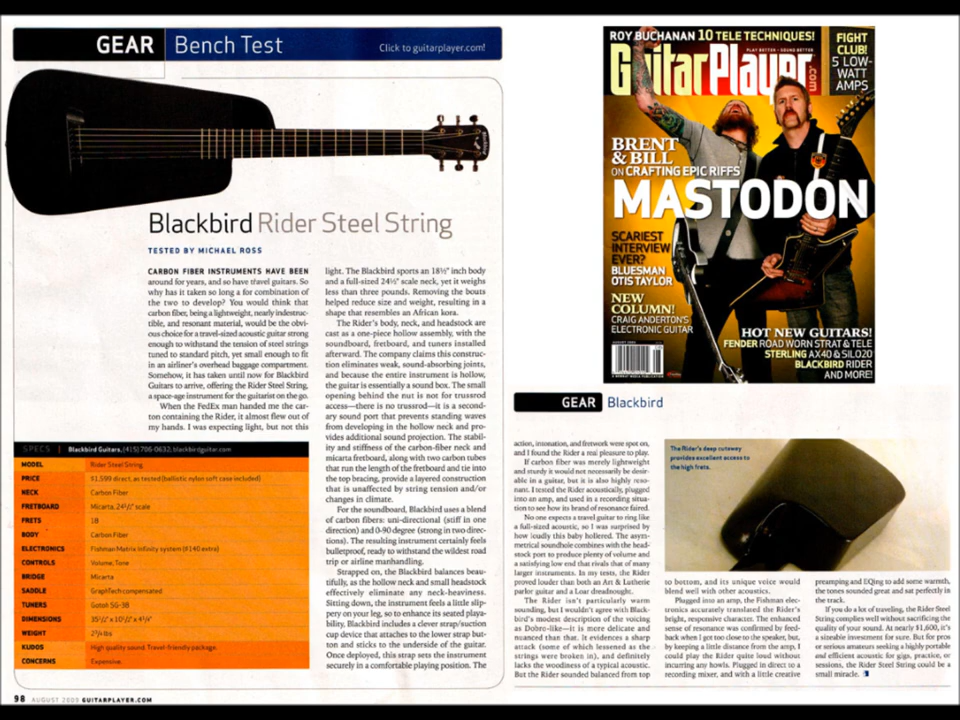 GEAR Bench Test
Click to guitarplayer.com!
Blackbird Rider Steel String
TESTED BY MICHAEL ROSS
CARBON FIBER INSTRUMENTS HAVE BEEN
around for years, and so have travel guitars. So
why has it taken so long for a combination of
the two to develop? You would think that
carbon fiber, being a lightweight, nearly indestruc-
tible, and resonant material, would be the obvi-
ous choice for a travel-sized acoustic guitar strong
enough to withstand the tension of steel strings
tuned to standard pitch, yet small enough to fit
in an airliner's overhead baggage compartment.
Somehow, it has taken until now for Blackbird
Guitars to arrive, offering the Rider Steel String,
a space-age instrument for the guitarist on the go.
When the FedEx man handed me the car-
ton containing the Rider, it almost flew out of
my hands. I was expecting light, but not this
light. The Blackbird sports an 18½" inch body
and a full-sized 24½" scale neck, yet it weighs
less than three pounds. Removing the bouts
helped reduce size and weight, resulting in a
shape that resembles an African kora.
The Rider's body, neck, and headstock are
cast as a one-piece hollow assembly, with the
soundboard, fretboard, and tuners installed
afterward. The company claims this construc-
tion eliminates weak, sound-absorbing joints,
and because the entire instrument is hollow,
the guitar is essentially a sound box. The small
opening behind the nut is not for trussrod
access—there is no trussrod—it is a second-
ary sound port that prevents standing waves
from developing in the hollow neck and pro-
vides additional sound projection. The stabil-
ity and stiffness of the carbon-fiber neck and
micarta fretboard, along with two carbon tubes
that run the length of the fretboard and tie into
the top bracing, provide a layered construction
that is unaffected by string tension and/or
changes in climate.
For the soundboard, Blackbird uses a blend
of carbon fibers: uni-directional (stiff in one
direction) and 0-90 degree (strong in two direc-
tions). The resulting instrument certainly feels
bulletproof, ready to withstand the wildest road
trip or airline manhandling.
Strapped on, the Blackbird balances beau-
tifully, as the hollow neck and small headstock
effectively eliminate any neck-heaviness.
Sitting down, the instrument feels a little slip-
pery on your leg, so to enhance its seated playa-
bility, Blackbird includes a clever strap/suction
cup device that attaches to the lower strap but-
ton and sticks to the underside of the guitar.
Once deployed, this strap sets the instrument
securely in a comfortable playing position. The
SPECS | Blackbird Guitars, (415) 706-0632, blackbirdguitar.com
MODEL Rider Steel String
PRICE $1,599 direct, as tested (ballistic nylon soft case included)
NECK Carbon Fiber
FRETBOARD Micarta, 24½" scale
FRETS 18
BODY Carbon Fiber
ELECTRONICS Fishman Matrix Infinity system ($140 extra)
CONTROLS Volume, Tone
BRIDGE Micarta
SADDLE GraphTech compensated
TUNERS Gotoh SG-38
DIMENSIONS
WEIGHT
KUDOS High quality sound. Travel-friendly package.
CONCERNS Expensive.
98 AUGUST 2009 GUITARPLAYER.COM
ROY BUCHANAN 10 TELE TECHNIQUES!
PLAY BETTER • SOUND BETTER
GuitarPlayer.com
FIGHT
CLUB!
5 LOW-
WATT
AMPS
BRENT
& BILL
ON CRAFTING EPIC RIFFS
MASTODON
SCARIEST
INTERVIEW
EVER?
BLUESMAN
OTIS TAYLOR
NEW
COLUMN!
CRAIG ANDERTON'S
ELECTRONIC GUITAR
HOT NEW GUITARS!
FENDER ROAD WORN STRAT & TELE
STERLING AX40 & SILO20
BLACKBIRD RIDER
AND MORE!
GEAR Blackbird
action, intonation, and fretwork were spot on,
and I found the Rider a real pleasure to play.
If carbon fiber was merely lightweight
and sturdy it would not necessarily be desir-
able in a guitar, but it is also highly reso-
nant. I tested the Rider acoustically, plugged
into an amp, and used in a recording situa-
tion to see how its brand of resonance faired.
No one expects a travel guitar to ring like
a full-sized acoustic, so I was surprised by
how loudly this baby hollered. The asym-
metrical soundhole combines with the head-
stock port to produce plenty of volume and
a satisfying low end that rivals that of many
larger instruments. In my tests, the Rider
proved louder than both an Art & Lutherie
parlor guitar and a Loar dreadnought.
The Rider isn't particularly warm
sounding, but I wouldn't agree with Black-
bird's modest description of the voicing
as Dobro-like—it is more delicate and
nuanced than that. It evidences a sharp
attack (some of which lessened as the
strings were broke in), and definitely
lacks the woodiness of a typical acoustic.
But the Rider sounded balanced from top
The Rider's deep cutaway
provides excellent access to
the high frets.
to bottom, and its unique voice would
blend well with other acoustics.
Plugged into an amp, the Fishman elec-
tronics accurately translated the Rider's
bright, responsive character. The enhanced
sense of resonance was confirmed by feed-
back when I got too close to the speaker, but,
by keeping a little distance from the amp, I
could play the Rider quite loud without
incurring any howls. Plugged in direct to a
recording mixer, and with a little creative
preamping and EQing to add some warmth,
the tones sounded great and sat perfectly in
the track.
If you do a lot of traveling, the Rider Steel
String complies well without sacrificing the
quality of your sound. At nearly $1,600, it's
a sizeable investment for sure. But for pros
or serious amateurs seeking a highly portable
and efficient acoustic for gigs, practice, or
sessions, the Rider Steel String could be a
small miracle.